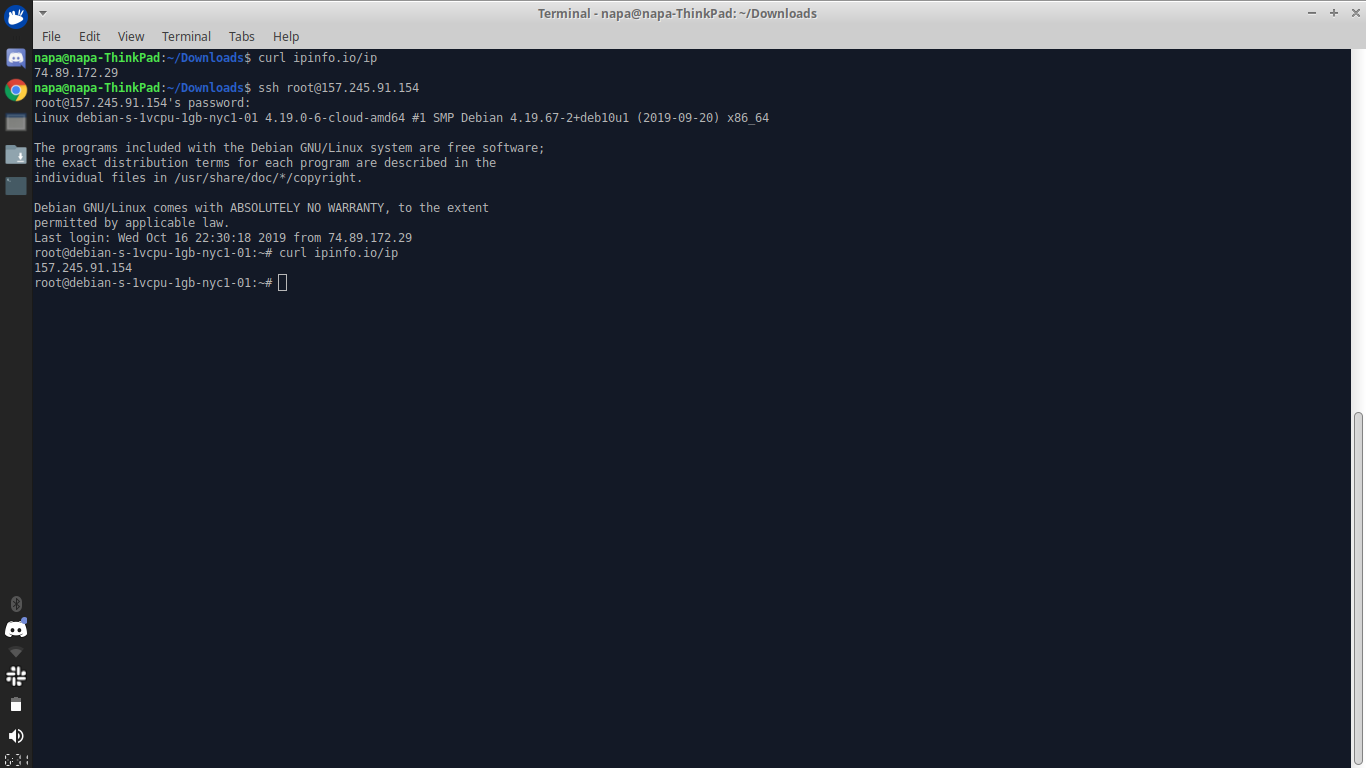 Terminal - napa@napa-ThinkPad: ~/Downloads
File Edit View Terminal Tabs Help
napa@napa-ThinkPad:~/Downloads$ curl ipinfo.io/ip
74.89.172.29
napa@napa-ThinkPad:~/Downloads$ ssh root@157.245.91.154
root@157.245.91.154's password:
Linux debian-s-1vcpu-1gb-nyc1-01 4.19.0-6-cloud-amd64 #1 SMP Debian 4.19.67-2+deb10u1 (2019-09-20) x86_64
The programs included with the Debian GNU/Linux system are free software;
the exact distribution terms for each program are described in the
individual files in /usr/share/doc/*/copyright.
Debian GNU/Linux comes with ABSOLUTELY NO WARRANTY, to the extent
permitted by applicable law.
Last login: Wed Oct 16 22:30:18 2019 from 74.89.172.29
root@debian-s-1vcpu-1gb-nyc1-01:~# curl ipinfo.io/ip
157.245.91.154
root@debian-s-1vcpu-1gb-nyc1-01:~#